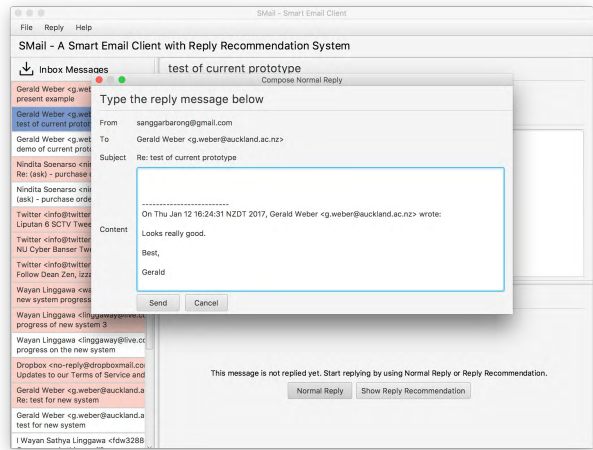 SMail - Smart Email Client
File Reply Help
SMail - A Smart Email Client with Reply Recommendation System
Inbox Messages
test of current prototype
Gerald Weber <g.web
present example
Gerald Weber <g.web
test of current protot
Gerald Weber <g.web
demo of current proto
Nindita Soenarso <nin
Re: (ask) - purchase o
Nindita Soenarso <nin
(ask) - purchase orde
Twitter <info@twitter
Liputan 6 SCTV Twee
Twitter <info@twitter
NU Cyber Banser Twe
Twitter <info@twitter
Follow Dean Zen, izza
Wayan Linggawa <wa
new system progress
Wayan Linggawa <linggaway@live.co
progress of new system 3
Wayan Linggawa <linggaway@live.co
progress on the new system
Dropbox <no-reply@dropboxmail.co
Updates to our Terms of Service and
Gerald Weber <g.weber@auckland.a
Re: test for new system
Gerald Weber <g.weber@auckland.a
test for new system
I Wayan Sathya Linggawa <fdw3288
Compose Normal Reply
Type the reply message below
From sanggarbarong@gmail.com
To Gerald Weber <g.weber@auckland.ac.nz>
Subject Re: test of current prototype
Content
-------------------------
On Thu Jan 12 16:24:31 NZDT 2017, Gerald Weber <g.weber@auckland.ac.nz> wrote:
Looks really good.
Best,
Gerald
Send Cancel
This message is not replied yet. Start replying by using Normal Reply or Reply Recommendation.
Normal Reply Show Reply Recommendation